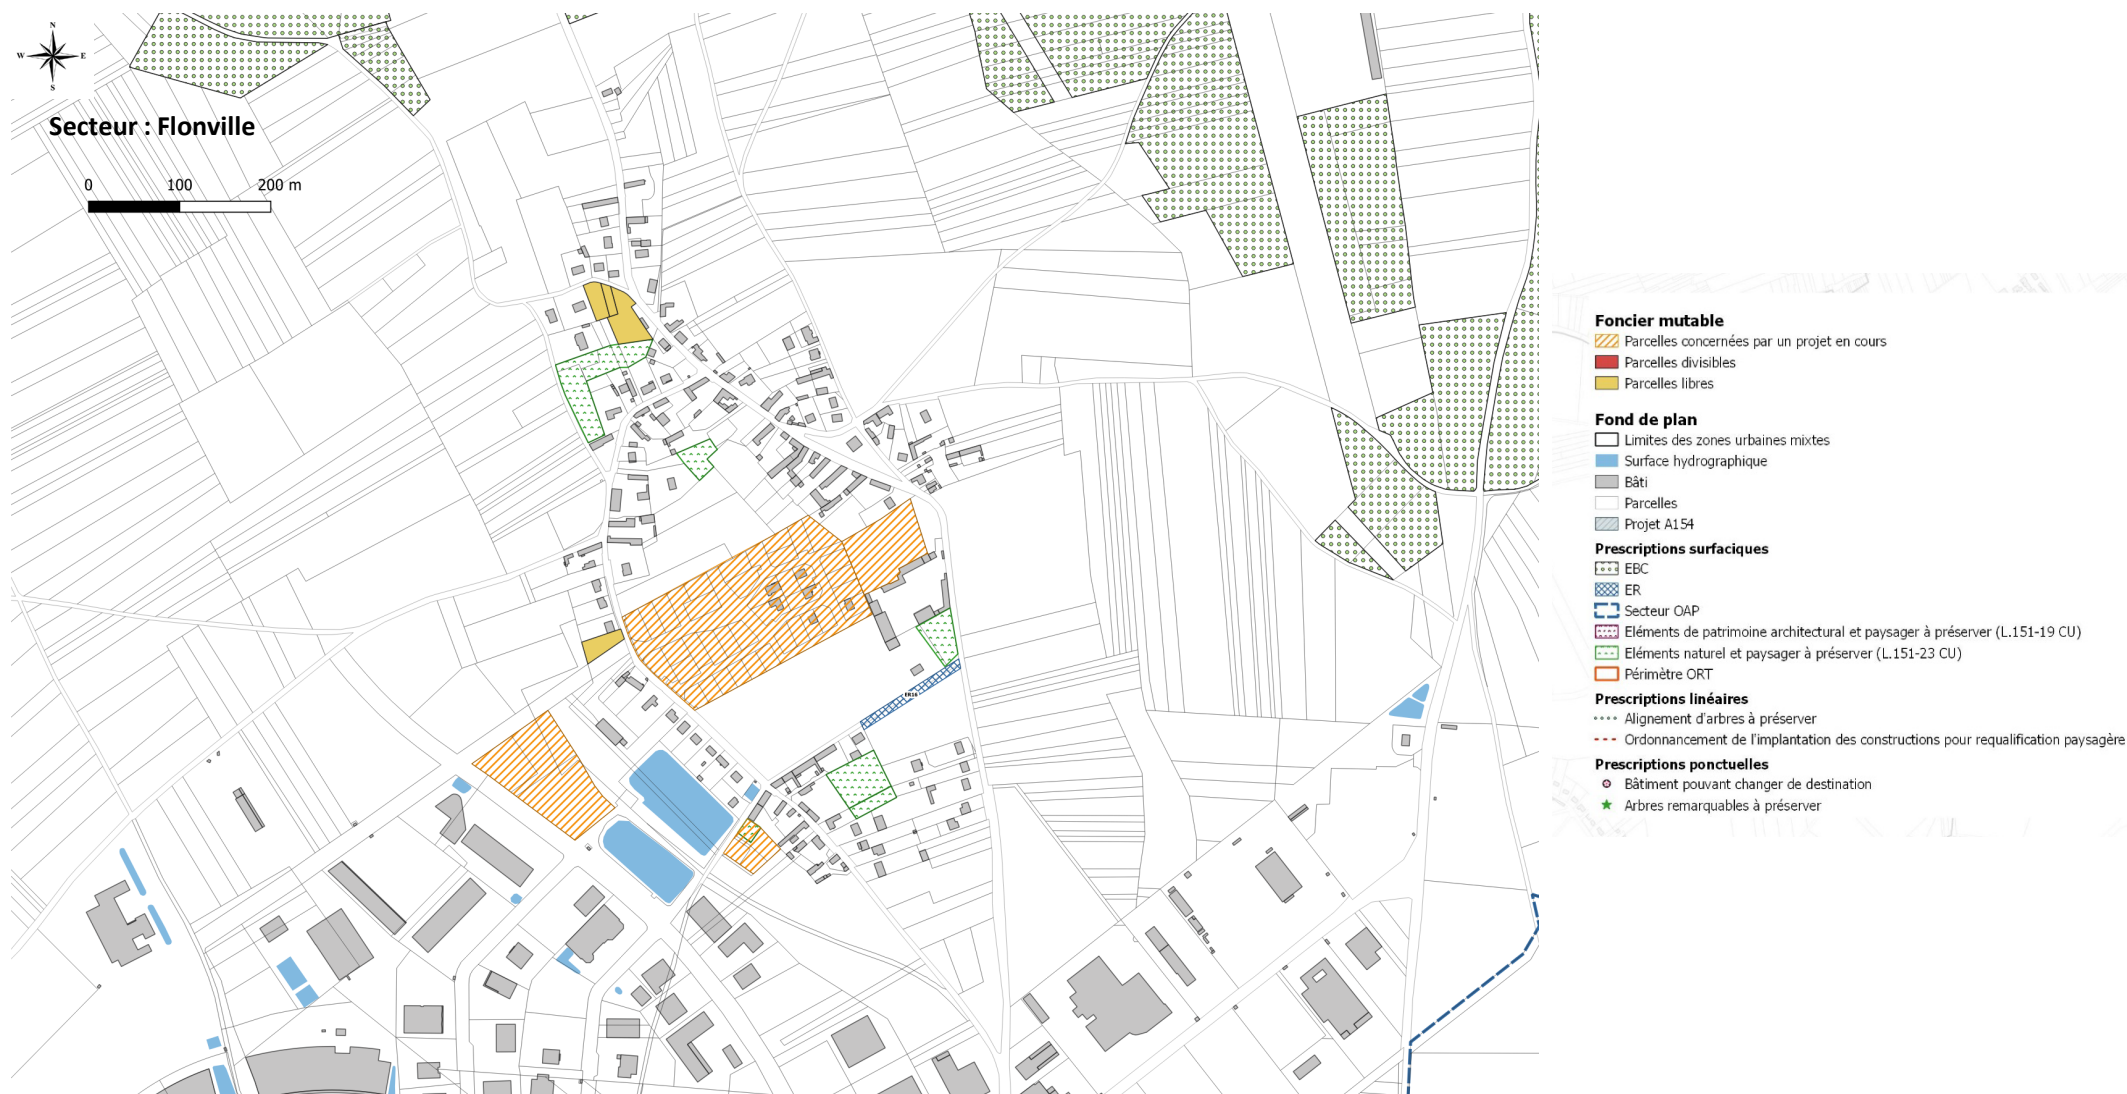 N
W E
S
Secteur : Flonville
0 100 200 m
ER16
Foncier mutable
Parcelles concernées par un projet en cours
Parcelles divisibles
Parcelles libres
Fond de plan
Limites des zones urbaines mixtes
Surface hydrographique
Bâti
Parcelles
Projet A154
Prescriptions surfaciques
EBC
ER
Secteur OAP
Eléments de patrimoine architectural et paysager à préserver (L.151-19 CU)
Eléments naturel et paysager à préserver (L.151-23 CU)
Périmètre ORT
Prescriptions linéaires
Alignement d'arbres à préserver
Ordonnancement de l'implantation des constructions pour requalification paysagère
Prescriptions ponctuelles
Bâtiment pouvant changer de destination
Arbres remarquables à préserver